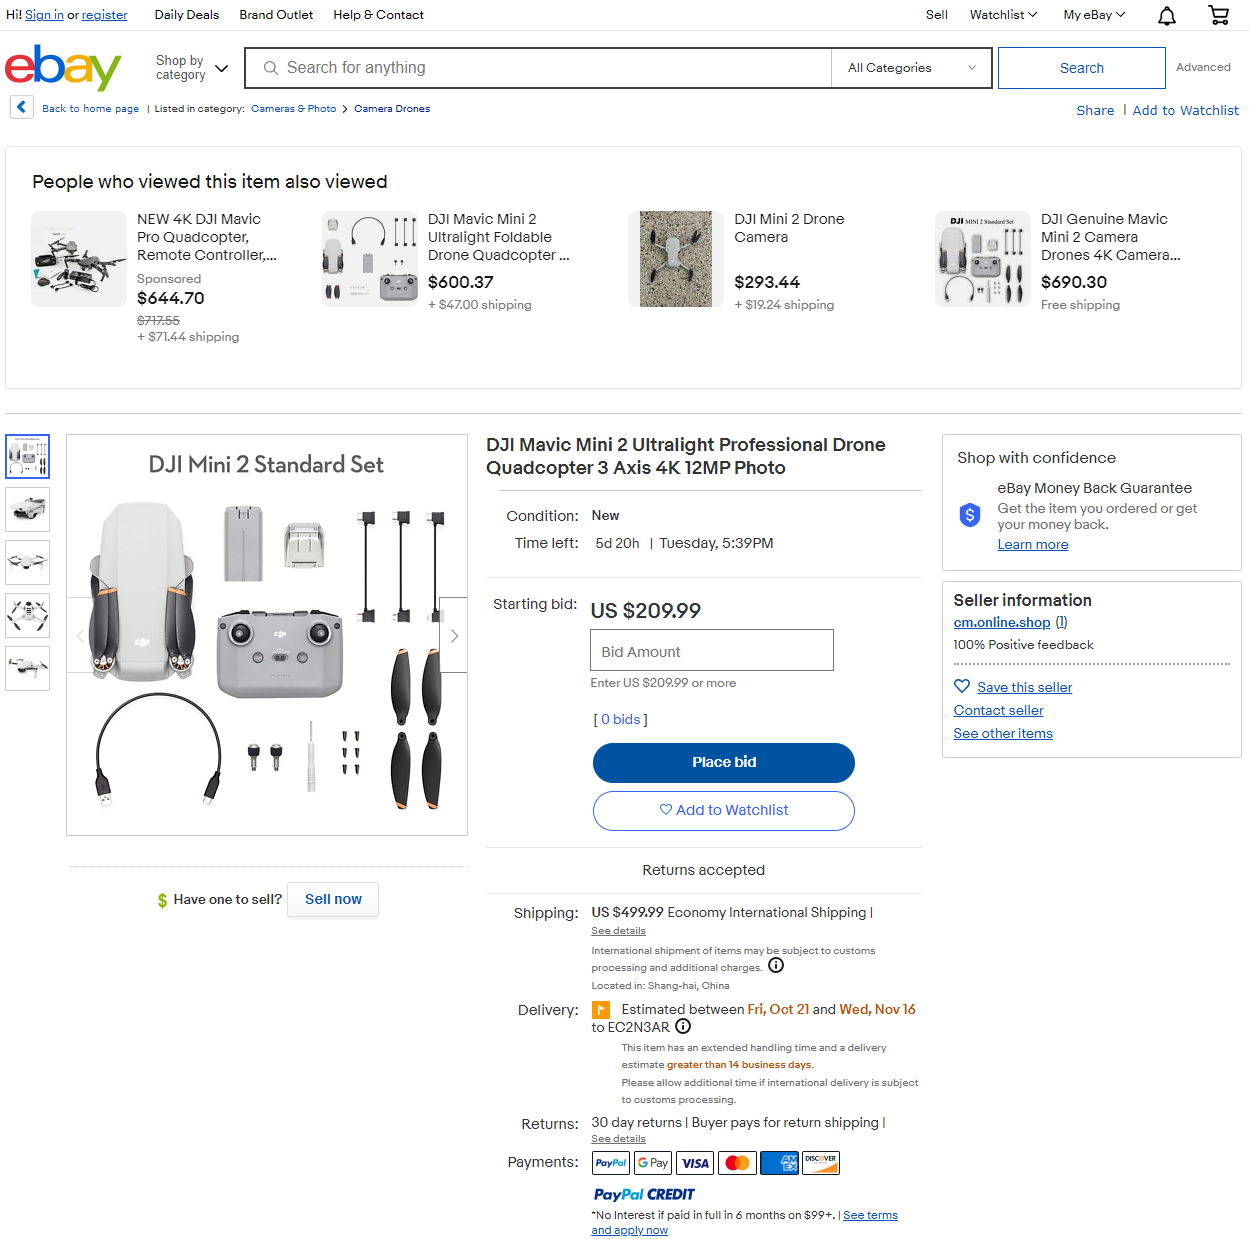 Hi! Sign in or register Daily Deals Brand Outlet Help & Contact Sell Watchlist My eBay
ebay
Shop by
category
Search for anything
All Categories
Search
Advanced
Back to home page | Listed in category: Cameras & Photo > Camera Drones
Share | Add to Watchlist
People who viewed this item also viewed
NEW 4K DJI Mavic
Pro Quadcopter,
Remote Controller,...
Sponsored
$644.70
$717.55
+ $71.44 shipping
DJI Mavic Mini 2
Ultralight Foldable
Drone Quadcopter ...
$600.37
+ $47.00 shipping
DJI Mini 2 Drone
Camera
$293.44
+ $19.24 shipping
DJI MINI 2 Standard Set
DJI Genuine Mavic
Mini 2 Camera
Drones 4K Camera...
$690.30
Free shipping
DJI Mini 2 Standard Set
dji
dji
DJI Mavic Mini 2 Ultralight Professional Drone
Quadcopter 3 Axis 4K 12MP Photo
Condition: New
Time left: 5d 20h | Tuesday, 5:39PM
Starting bid: US $209.99
Bid Amount
Enter US $209.99 or more
[ 0 bids ]
Place bid
Add to Watchlist
Returns accepted
Shipping: US $499.99 Economy International Shipping |
See details
International shipment of items may be subject to customs
processing and additional charges.
Located in: Shang-hai, China
Delivery: Estimated between Fri, Oct 21 and Wed, Nov 16
to EC2N3AR
This item has an extended handling time and a delivery
estimate greater than 14 business days.
Please allow additional time if international delivery is subject
to customs processing.
Returns: 30 day returns | Buyer pays for return shipping |
See details
Payments: PayPal G Pay VISA AMEX DISCOVER
PayPal CREDIT
*No Interest if paid in full in 6 months on $99+. | See terms
and apply now
$ Have one to sell? Sell now
Shop with confidence
eBay Money Back Guarantee
Get the item you ordered or get
your money back.
Learn more
Seller information
cm.online.shop (1)
100% Positive feedback
Save this seller
Contact seller
See other items